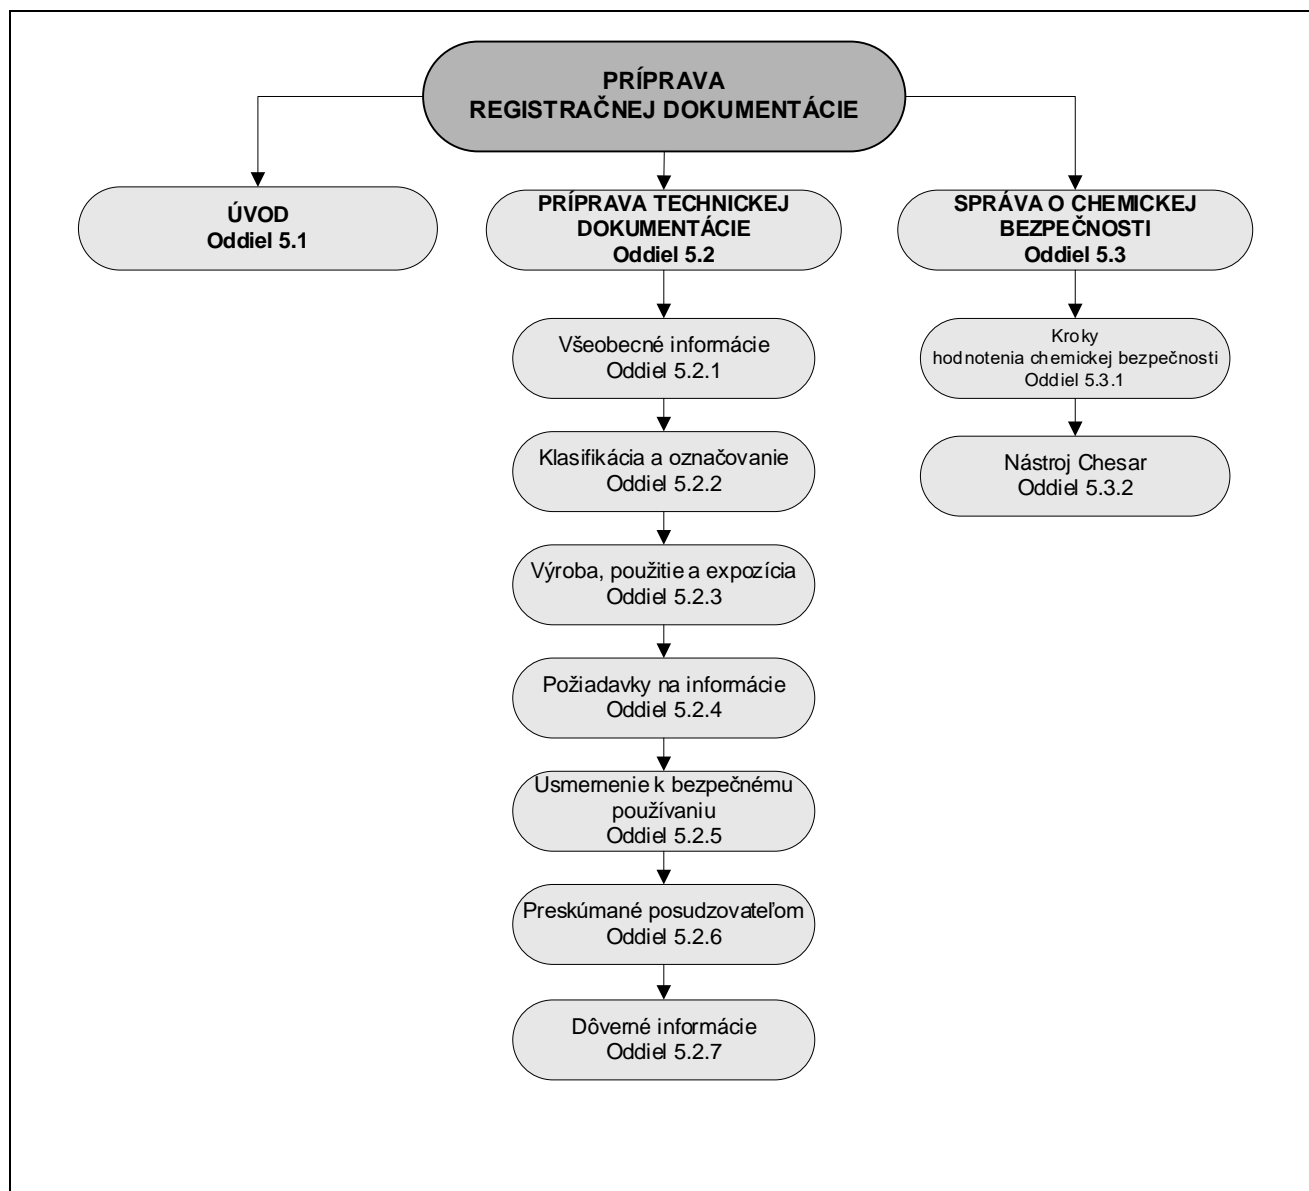 PRÍPRAVA
REGISTRAČNEJ DOKUMENTÁCIE
ÚVOD
Oddiel 5.1
PRÍPRAVA TECHNICKEJ
DOKUMENTÁCIE
Oddiel 5.2
SPRÁVA O CHEMICKEJ
BEZPEČNOSTI
Oddiel 5.3
Všeobecné informácie
Oddiel 5.2.1
Klasifikácia a označovanie
Oddiel 5.2.2
Výroba, použitie a expozícia
Oddiel 5.2.3
Požiadavky na informácie
Oddiel 5.2.4
Usmernenie k bezpečnému
používaniu
Oddiel 5.2.5
Preskúmané posudzovateľom
Oddiel 5.2.6
Dôverné informácie
Oddiel 5.2.7
Kroky
hodnotenia chemickej bezpečnosti
Oddiel 5.3.1
Nástroj Chesar
Oddiel 5.3.2